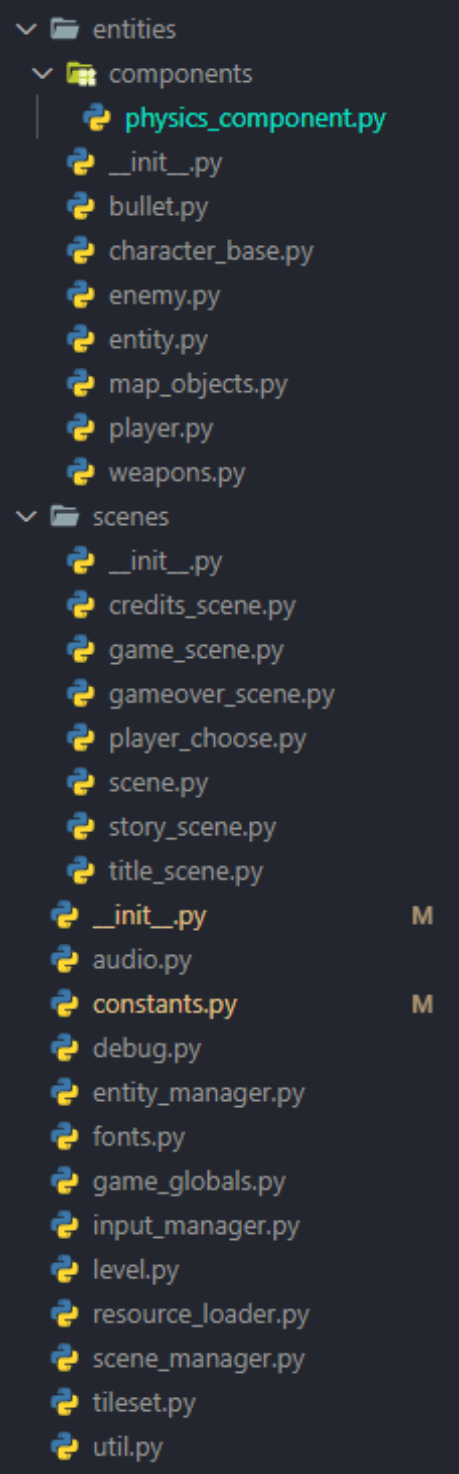 entities
components
physics_component.py
__init__.py
bullet.py
character_base.py
enemy.py
entity.py
map_objects.py
player.py
weapons.py
scenes
__init__.py
credits_scene.py
game_scene.py
gameover_scene.py
player_choose.py
scene.py
story_scene.py
title_scene.py
__init__.py M
audio.py
constants.py M
debug.py
entity_manager.py
fonts.py
game_globals.py
input_manager.py
level.py
resource_loader.py
scene_manager.py
tileset.py
util.py